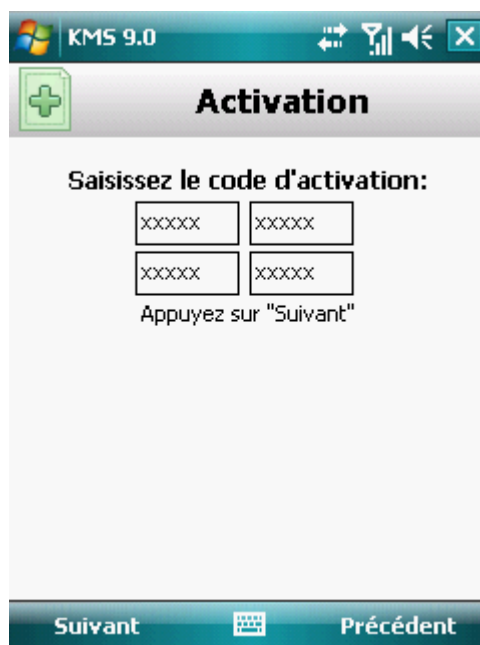 KMS 9.0
Activation
Saisissez le code d'activation:
xxxxx xxxxx
xxxxx xxxxx
Appuyez sur "Suivant"
Suivant Précédent